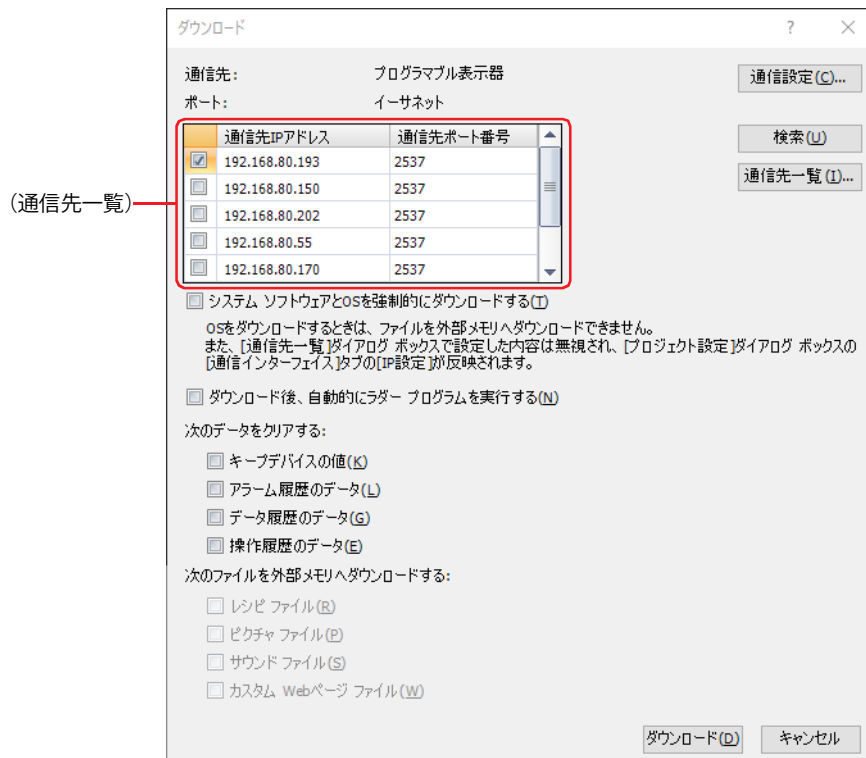 ダウンロード
通信先: プログラマブル表示器
通信設定(C)...
ポート: イーサネット
通信先IPアドレス 通信先ポート番号
検索(U)
192.168.80.193 2537
通信先一覧(I)...
192.168.80.150 2537
(通信先一覧)
192.168.80.202 2537
192.168.80.55 2537
192.168.80.170 2537
システム ソフトウェアとOSを強制的にダウンロードする(T)
OSをダウンロードするときは、ファイルを外部メモリへダウンロードできません。
また、[通信先一覧]ダイアログ ボックスで設定した内容は無視され、[プロジェクト設定]ダイアログ ボックスの
[通信インターフェイス]タブの[IP設定]が反映されます。
ダウンロード後、自動的にラダー プログラムを実行する(N)
次のデータをクリアする:
キープデバイスの値(K)
アラーム履歴のデータ(L)
データ履歴のデータ(G)
操作履歴のデータ(E)
次のファイルを外部メモリへダウンロードする:
レシピ ファイル(R)
ピクチャ ファイル(P)
サウンド ファイル(S)
カスタム Webページ ファイル(W)
ダウンロード(D) キャンセル